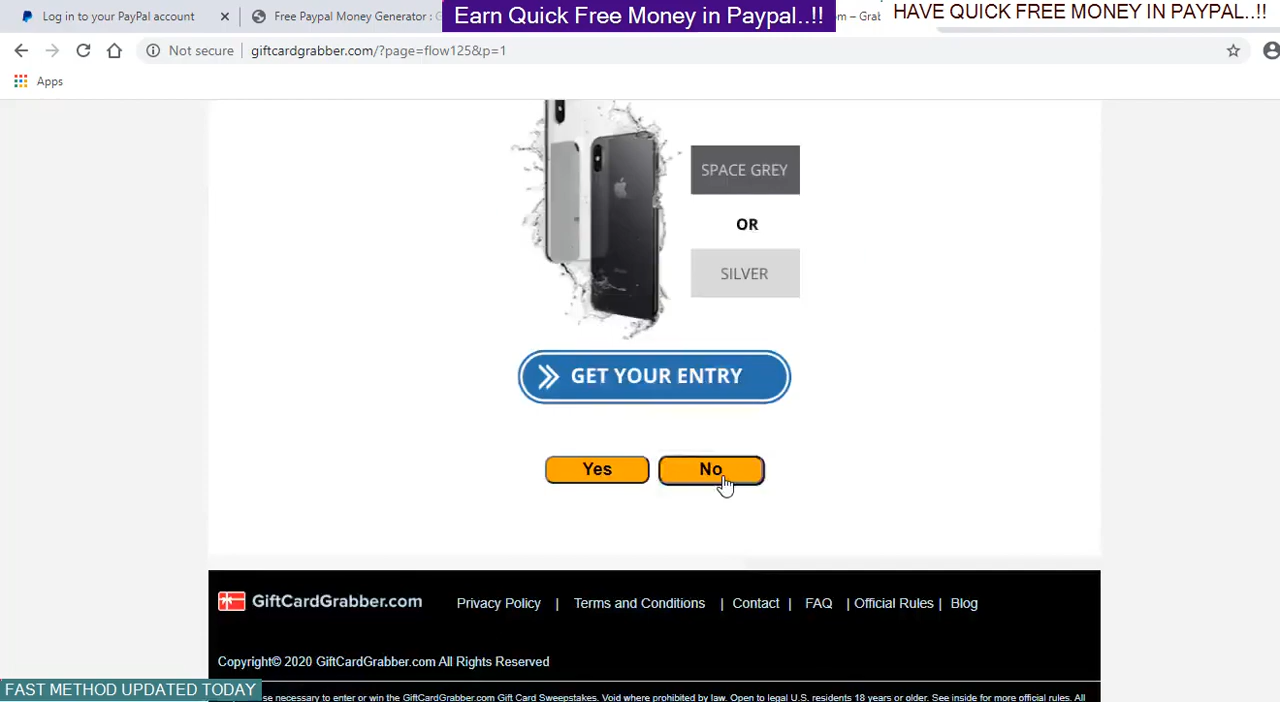 Log in to your PayPal account
Free Paypal Money Generator : G
Earn Quick Free Money in Paypal..!!
om – Grab
HAVE QUICK FREE MONEY IN PAYPAL..!!
Not secure
giftcardgrabber.com/?page=flow125&p=1
Apps
SPACE GREY
OR
SILVER
GET YOUR ENTRY
Yes
No
GiftCardGrabber.com
Privacy Policy | Terms and Conditions | Contact | FAQ | Official Rules | Blog
Copyright© 2020 GiftCardGrabber.com All Rights Reserved
FAST METHOD UPDATED TODAY
se necessary to enter or win the GiftCardGrabber.com Gift Card Sweepstakes. Void where prohibited by law. Open to legal U.S. residents 18 years or older. See inside for more official rules. All